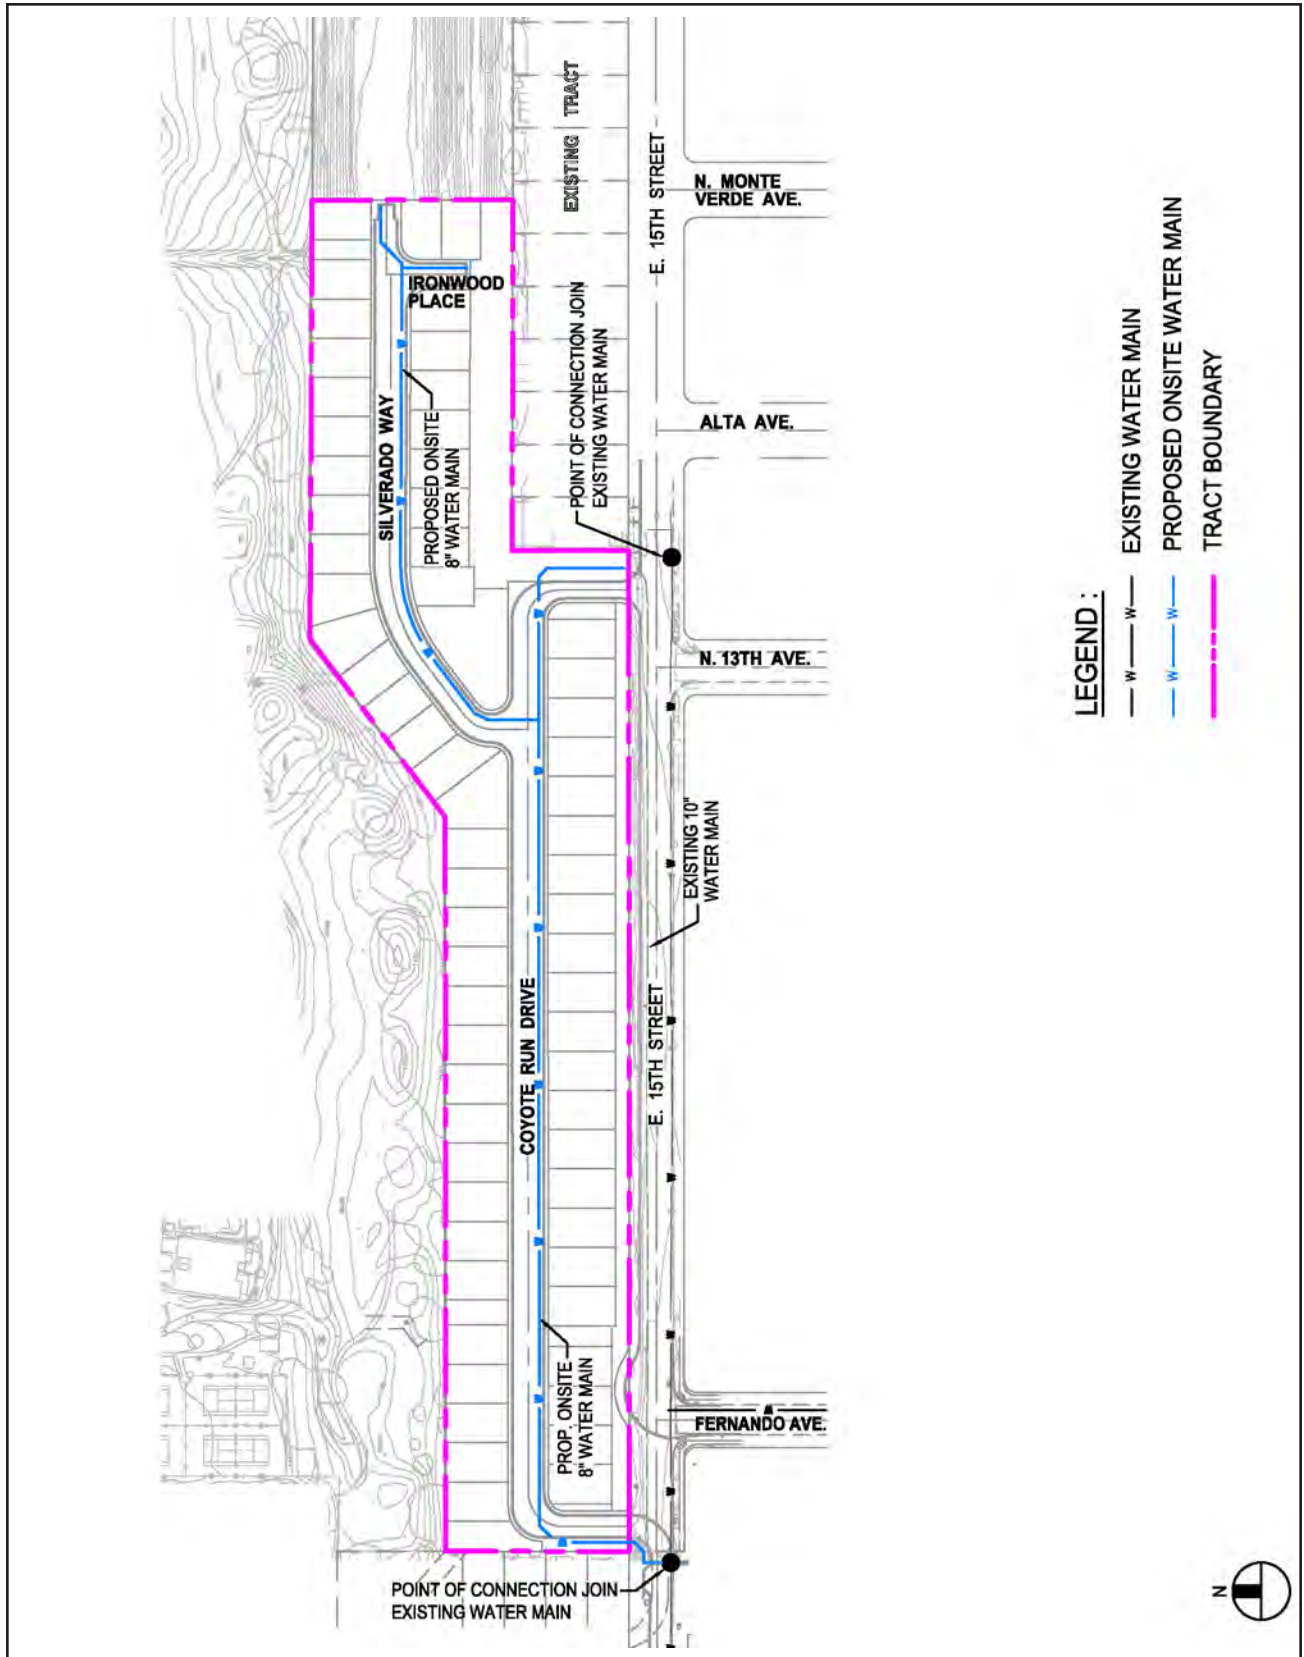 EXISTING TRACT
E. 15TH STREET
N. MONTE
VERDE AVE.
IRONWOOD
PLACE
SILVERADO WAY
PROPOSED ONSITE
8" WATER MAIN
POINT OF CONNECTION JOIN
EXISTING WATER MAIN
ALTA AVE.
N. 13TH AVE.
EXISTING 10"
WATER MAIN
COYOTE RUN DRIVE
E. 15TH STREET
PROP. ONSITE
8" WATER MAIN
FERNANDO AVE.
POINT OF CONNECTION JOIN
EXISTING WATER MAIN
LEGEND :
W W EXISTING WATER MAIN
W W PROPOSED ONSITE WATER MAIN
TRACT BOUNDARY
N